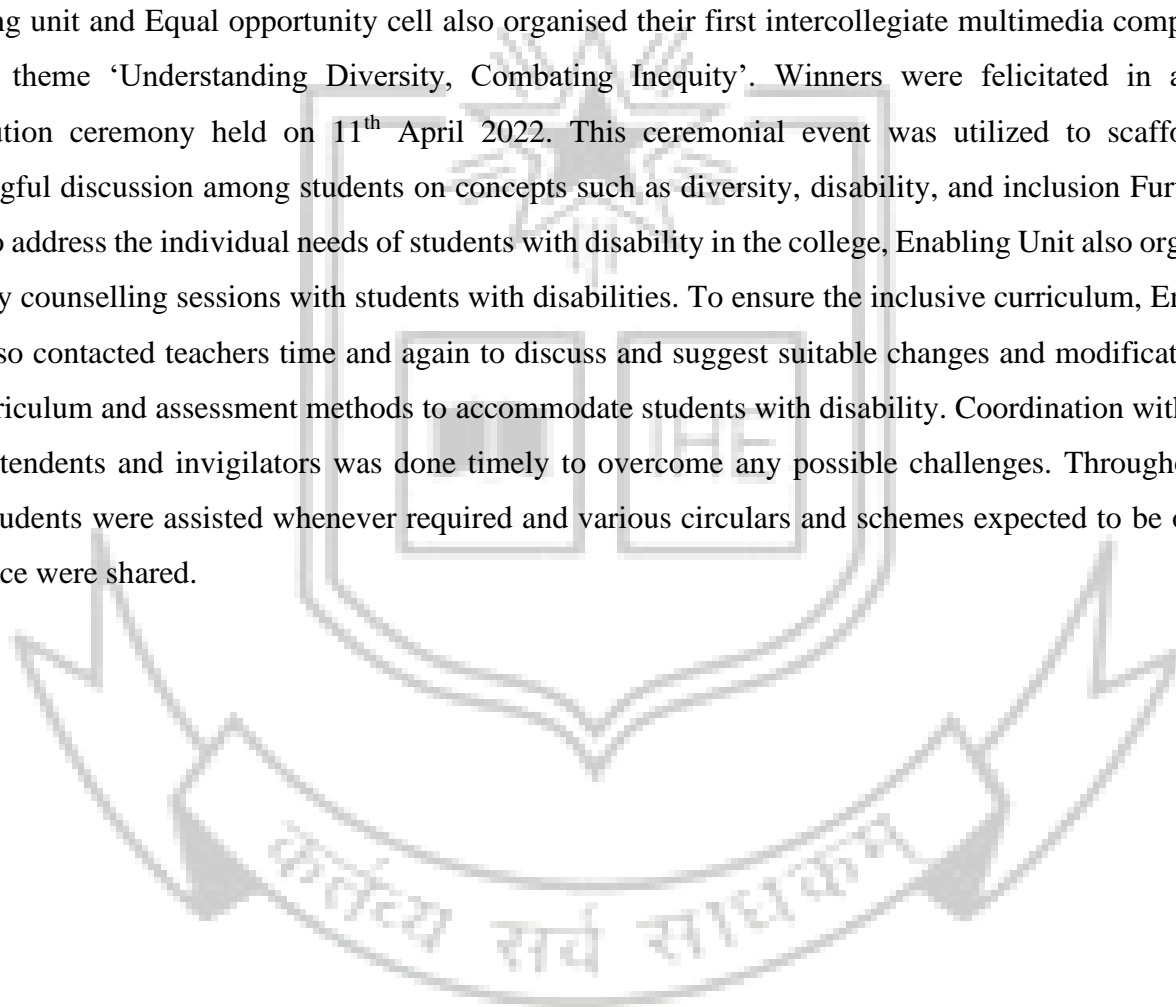 ng unit and Equal opportunity cell also organised their first intercollegiate multimedia comp
theme ‘Understanding Diversity, Combating Inequity’. Winners were felicitated in a
ution ceremony held on 11th April 2022. This ceremonial event was utilized to scaffo
gful discussion among students on concepts such as diversity, disability, and inclusion Fur
o address the individual needs of students with disability in the college, Enabling Unit also org
y counselling sessions with students with disabilities. To ensure the inclusive curriculum, En
so contacted teachers time and again to discuss and suggest suitable changes and modificat
riculum and assessment methods to accommodate students with disability. Coordination with
tendents and invigilators was done timely to overcome any possible challenges. Througho
udents were assisted whenever required and various circulars and schemes expected to be o
ce were shared.
IHE
कर्तव्य सर्व साधकम